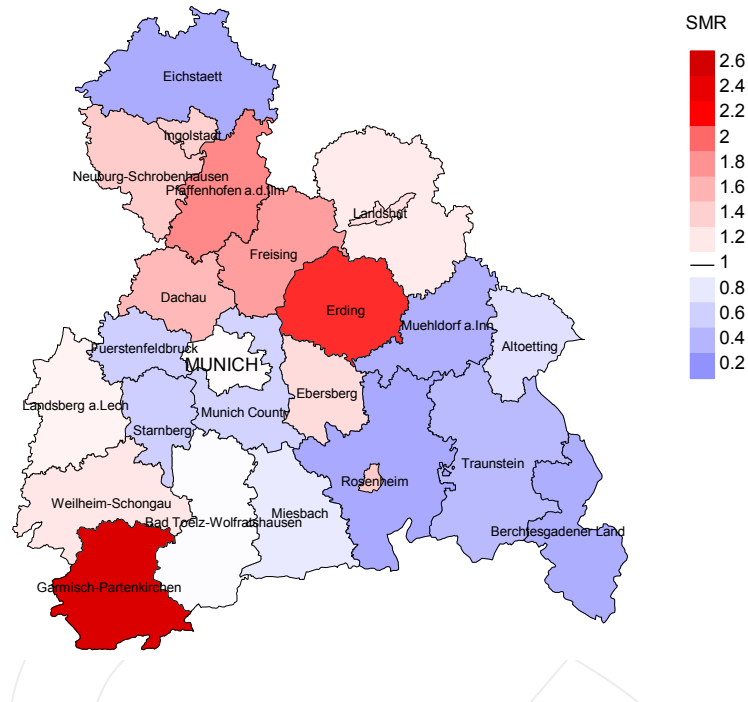 SMR
2.6
2.4
2.2
2
1.8
1.6
1.4
1.2
1
0.8
0.6
0.4
0.2
Eichstaett
Ingolstadt
Neuburg-Schrobenhausen
Pfaffenhofen a.d.Ilm
Landshut
Freising
Dachau
Erding
Muehldorf a.Inn
Altoetting
Fuerstenfeldbruck
MUNICH
Ebersberg
Landsberg a.Lech
Munich County
Starnberg
Traunstein
Rosenheim
Weilheim-Schongau
Miesbach
Bad Toelz-Wolfratshausen
Berchtesgadener Land
Garmisch-Partenkirchen